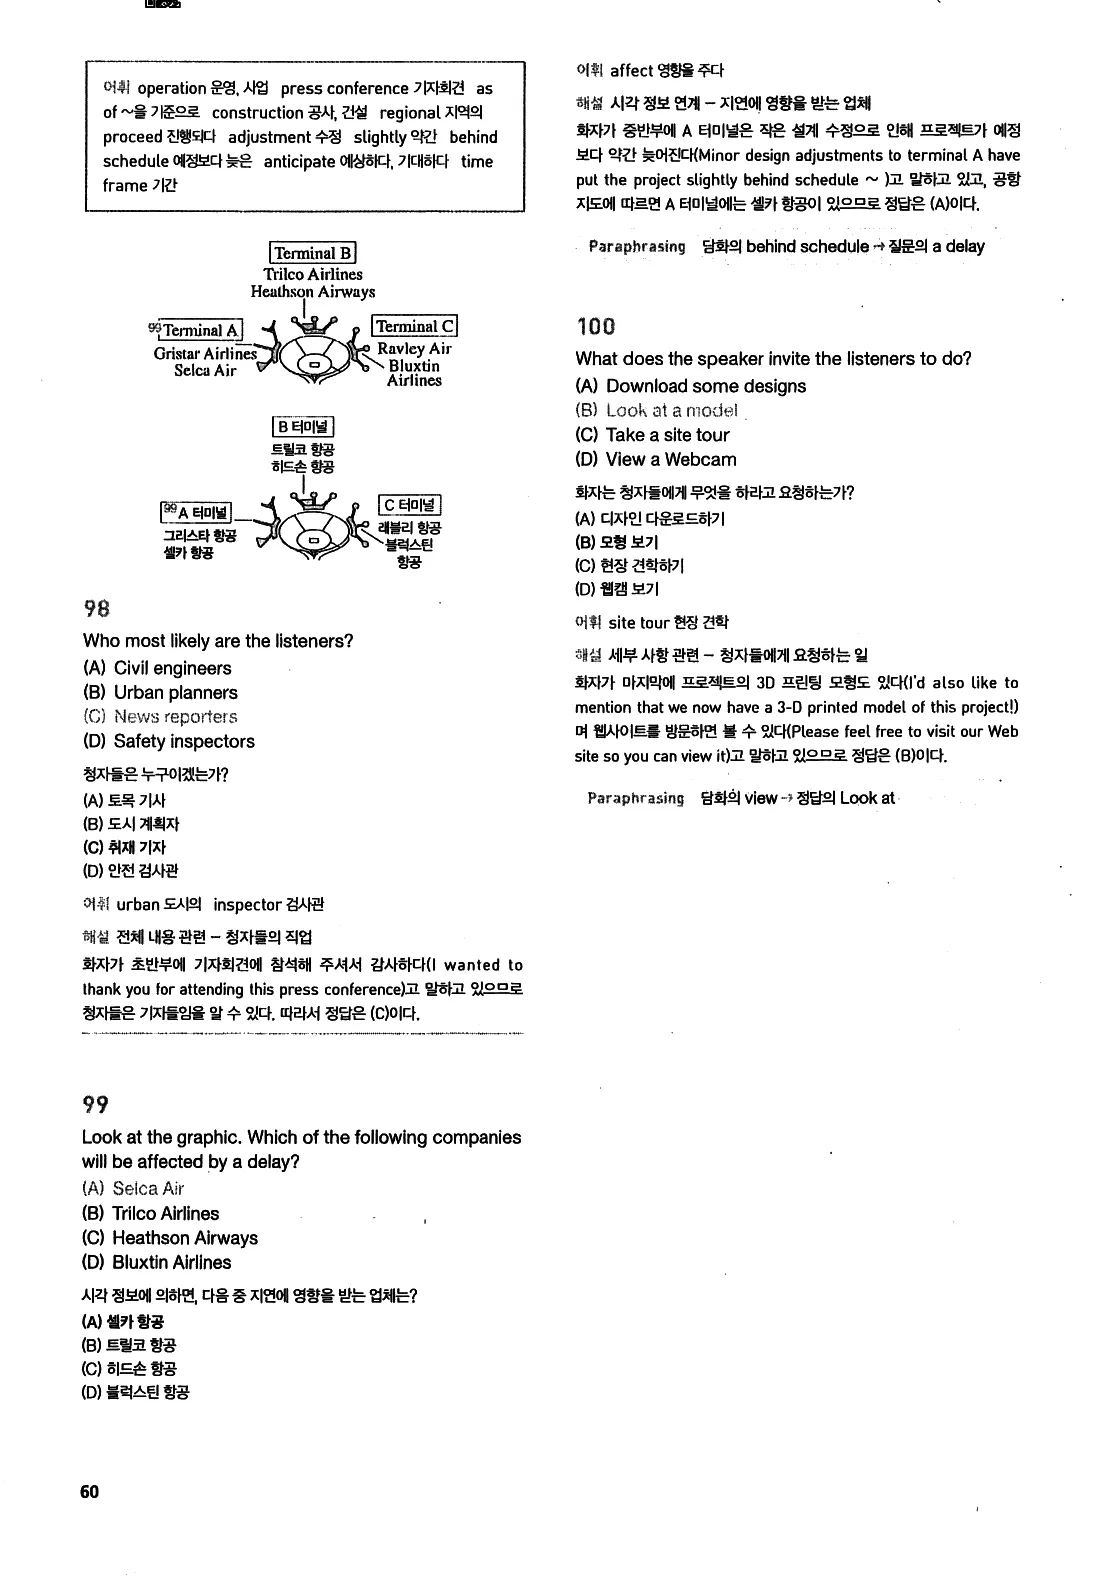 어휘 operation 운영, 사업 press conference 기자회견 as
of ~을 기준으로 construction 공사, 건설 regional 지역의
proceed 진행되다 adjustment 수정 slightly 약간 behind
schedule 예정보다 늦은 anticipate 예상하다, 기대하다 time
frame 기간
Terminal B
Trilco Airlines
Heathson Airways
99 Terminal A
Gristar Airlines
Selca Air
Terminal C
Ravley Air
Bluxtin
Airlines
B 터미널
트릴코 항공
히드손 항공
99 A 터미널
그리스타 항공
셀카 항공
C 터미널
래블리 항공
블럭스틴
항공
98
Who most likely are the listeners?
(A) Civil engineers
(B) Urban planners
(C) News reporters
(D) Safety inspectors
청자들은 누구이겠는가?
(A) 토목 기사
(B) 도시 계획자
(C) 취재 기자
(D) 안전 검사관
어휘 urban 도시의 inspector 검사관
해설 전체 내용 관련 – 청자들의 직업
화자가 초반부에 기자회견에 참석해 주셔서 감사하다(I wanted to
thank you for attending this press conference)고 말하고 있으므로
청자들은 기자들임을 알 수 있다. 따라서 정답은 (C)이다.
99
Look at the graphic. Which of the following companies
will be affected by a delay?
(A) Selca Air
(B) Trilco Airlines
(C) Heathson Airways
(D) Bluxtin Airlines
시각 정보에 의하면, 다음 중 지연에 영향을 받는 업체는?
(A) 셀카 항공
(B) 트릴코 항공
(C) 히드손 항공
(D) 블럭스틴 항공
60
어휘 affect 영향을 주다
해설 시각 정보 연계 – 지연에 영향을 받는 업체
화자가 중반부에 A 터미널은 작은 설계 수정으로 인해 프로젝트가 예정
보다 약간 늦어진다(Minor design adjustments to terminal A have
put the project slightly behind schedule ~ )고 말하고 있고, 공항
지도에 따르면 A 터미널에는 셀카 항공이 있으므로 정답은 (A)이다.
Paraphrasing 담화의 behind schedule → 질문의 a delay
100
What does the speaker invite the listeners to do?
(A) Download some designs
(B) Look at a model
(C) Take a site tour
(D) View a Webcam
화자는 청자들에게 무엇을 하라고 요청하는가?
(A) 디자인 다운로드하기
(B) 모형 보기
(C) 현장 견학하기
(D) 웹캠 보기
어휘 site tour 현장 견학
해설 세부 사항 관련 – 청자들에게 요청하는 일
화자가 마지막에 프로젝트의 3D 프린팅 모형도 있다(I'd also like to
mention that we now have a 3-D printed model of this project!)
며 웹사이트를 방문하면 볼 수 있다(Please feel free to visit our Web
site so you can view it)고 말하고 있으므로 정답은 (B)이다.
Paraphrasing 담화의 view → 정답의 Look at